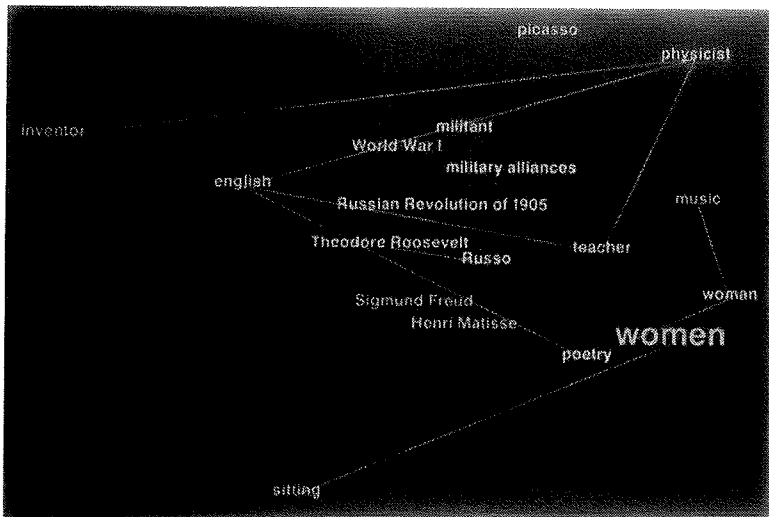 picasso
physicist
inventor
militant
World War I
military alliances
english
music
Russian Revolution of 1905
Theodore Roosevelt
teacher
Russo
woman
Sigmund Freud
Henri Matisse
women
poetry
sitting